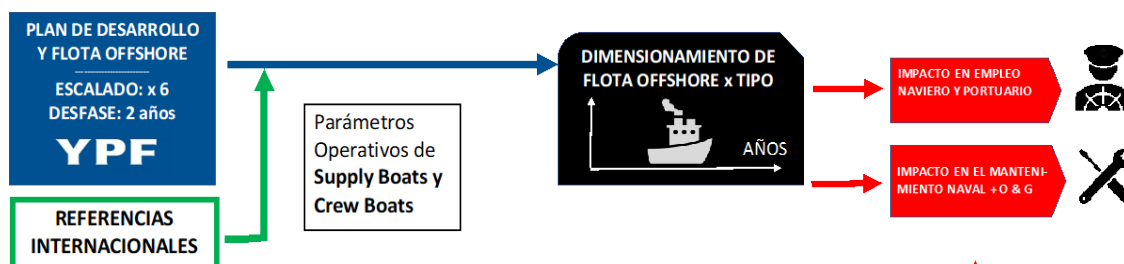 PLAN DE DESARROLLO
Y FLOTA OFFSHORE
ESCALADO: x 6
DESFASE: 2 años
YPF
REFERENCIAS
INTERNACIONALES
Parámetros
Operativos de
Supply Boats y
Crew Boats
DIMENSIONAMIENTO DE
FLOTA OFFSHORE x TIPO
AÑOS
IMPACTO EN EMPLEO
NAVIERO Y PORTUARIO
IMPACTO EN EL MANTENI-
MIENTO NAVAL + O & G